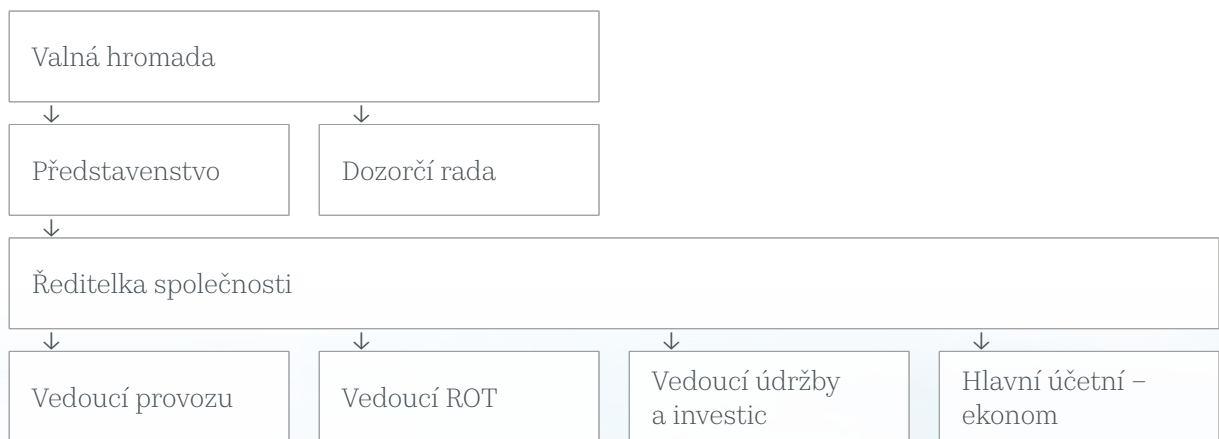 Valná hromada
Představenstvo
Dozorčí rada
Ředitelka společnosti
Vedoucí provozu
Vedoucí ROT
Vedoucí údržby
a investic
Hlavní účetní –
ekonom